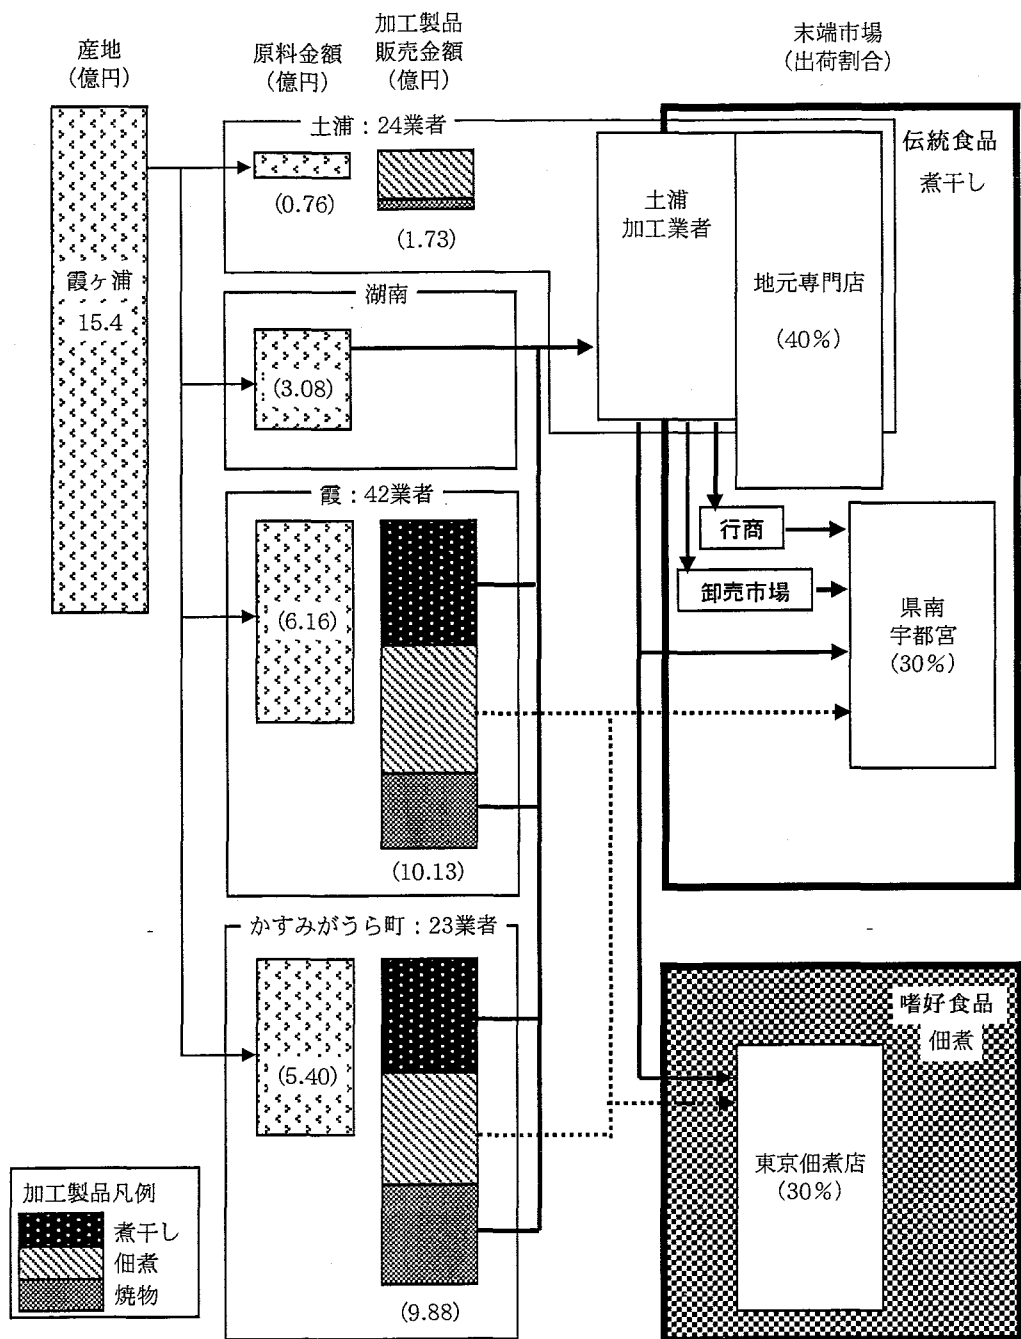 産地
(億円)
原料金額
(億円)
加工製品
販売金額
(億円)
末端市場
(出荷割合)
霞ヶ浦
15.4
土浦：24業者
(0.76)
(1.73)
湖南
(3.08)
霞：42業者
(6.16)
(10.13)
かすみがうら町：23業者
(5.40)
(9.88)
土浦
加工業者
地元専門店
(40%)
伝統食品
煮干し
行商
卸売市場
県南
宇都宮
(30%)
嗜好食品
佃煮
東京佃煮店
(30%)
加工製品凡例
煮干し
佃煮
焼物